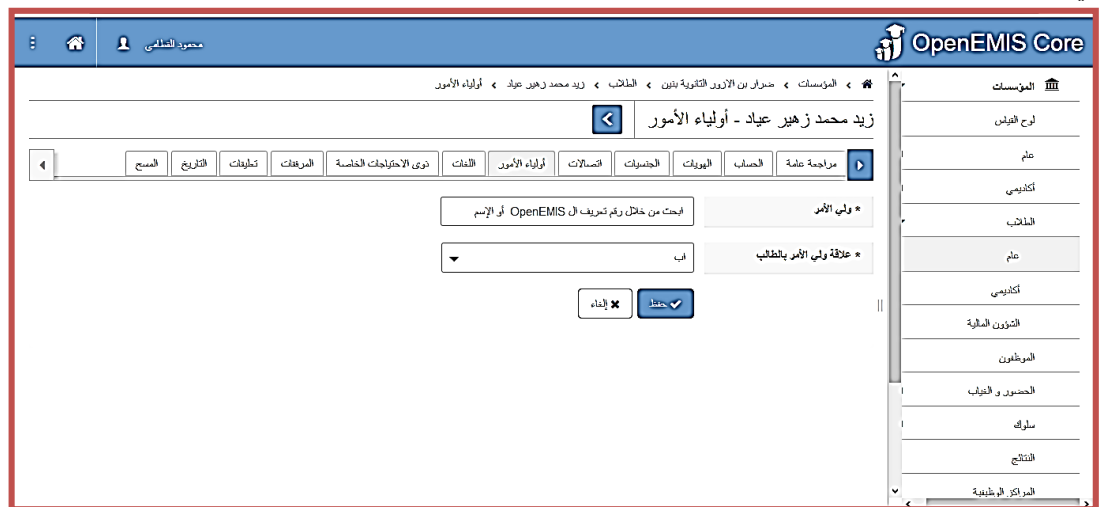 OpenEMIS Core
محمود القطامي
المؤسسات
لوح القياس
عام
أكاديمي
الطلاب
عام
أكاديمي
الشؤون المالية
الموظفون
الحضور و الغياب
سلوك
النتائج
المراكز الوظيفية
المؤسسات › ضرار بن الازور الثانوية بنين › الطلاب › زيد محمد زهير عياد › أولياء الأمور
زيد محمد زهير عياد - أولياء الأمور
مراجعة عامة الحساب الهويات الجنسيات اتصالات أولياء الأمور اللغات ذوى الاحتياجات الخاصة المرفقات تعليقات التاريخ المسح
* ولي الأمر ابحث من خلال رقم تعريف ال OpenEMIS أو الإسم
* علاقة ولي الأمر بالطالب اب
حفظ إلغاء